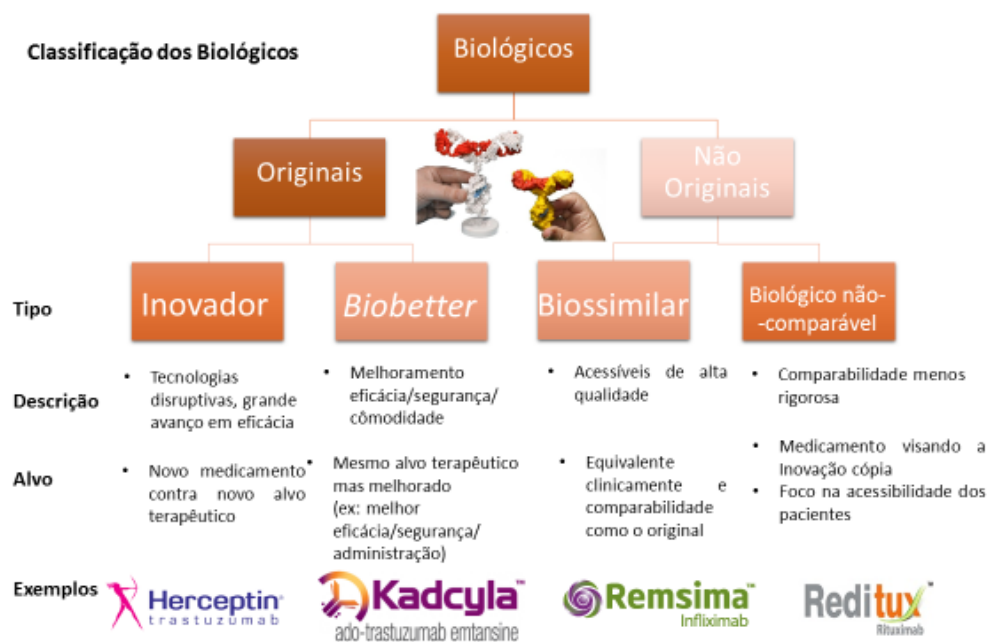 Classificação dos Biológicos
Biológicos
Originais
Não
Originais
Tipo
Inovador
Biobetter
Biossimilar
Biológico não-
-comparável
Descrição
• Tecnologias
disruptivas, grande
avanço em eficácia
• Melhoramento
eficácia/segurança/
cômodidade
• Acessíveis de alta
qualidade
• Comparabilidade menos
rigorosa
Alvo
• Novo medicamento
contra novo alvo
terapêutico
• Mesmo alvo terapêutico
mas melhorado
(ex: melhor
eficácia/segurança/
administração)
• Equivalente
clinicamente e
comparabilidade
como o original
• Medicamento visando a
Inovação cópia
• Foco na acessibilidade dos
pacientes
Exemplos
Herceptin®
trastuzumab
Kadcyla™
ado-trastuzumab emtansine
Remsima™
Infliximab
Reditux™
Rituximab